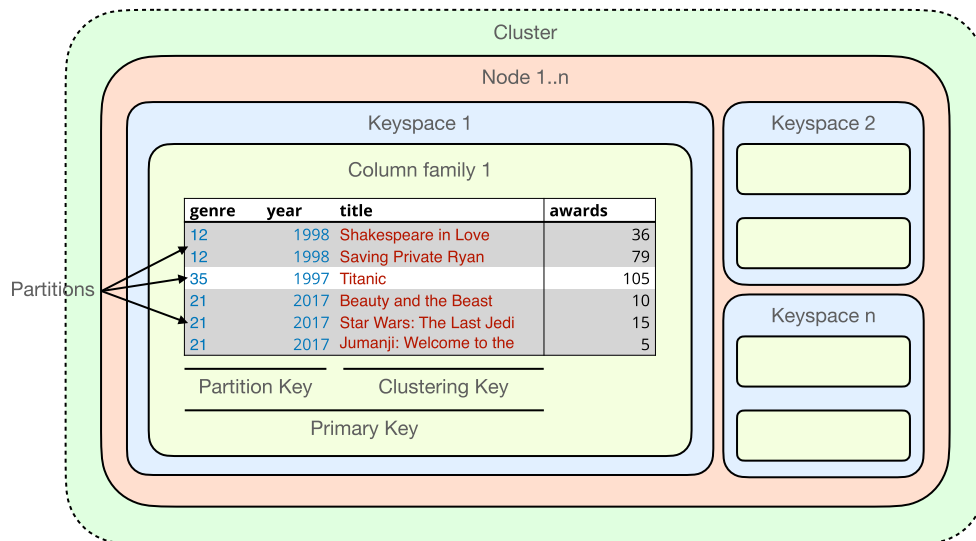 Cluster
Node 1..n
Keyspace 1
Keyspace 2
Column family 1
genre year title awards
12 1998 Shakespeare in Love 36
12 1998 Saving Private Ryan 79
35 1997 Titanic 105
21 2017 Beauty and the Beast 10
21 2017 Star Wars: The Last Jedi 15
21 2017 Jumanji: Welcome to the 5
Partitions
Partition Key Clustering Key
Primary Key
Keyspace n